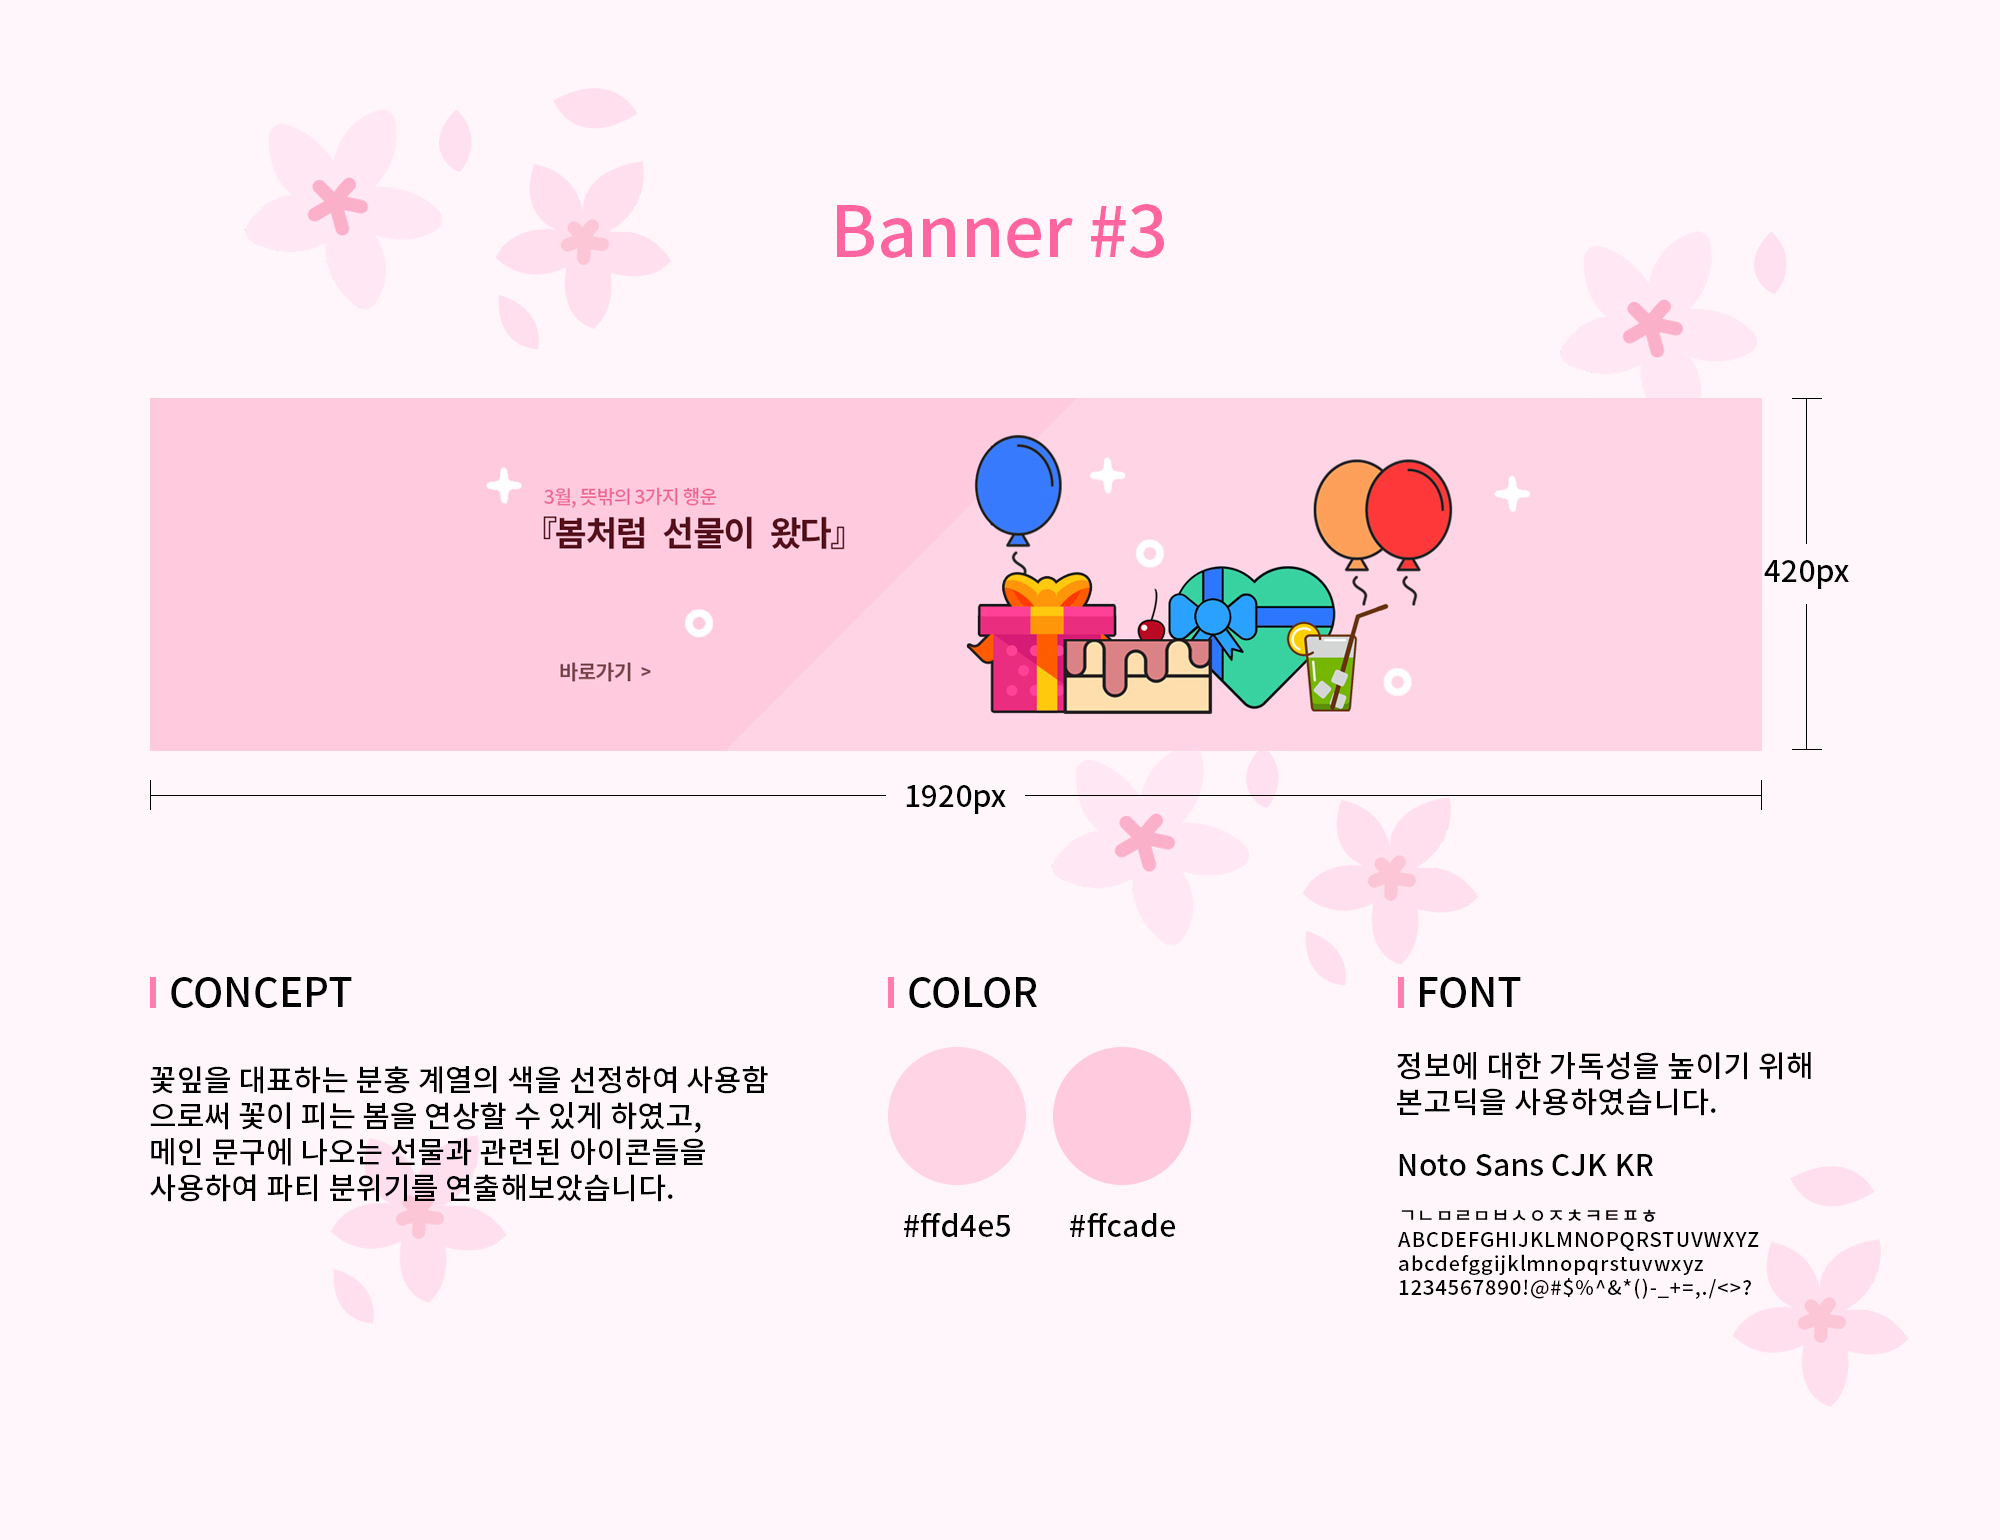 Banner #3
3월, 뜻밖의 3가지 행운
『봄처럼 선물이 왔다』
바로가기 >
420px
1920px
CONCEPT
꽃잎을 대표하는 분홍 계열의 색을 선정하여 사용함
으로써 꽃이 피는 봄을 연상할 수 있게 하였고,
메인 문구에 나오는 선물과 관련된 아이콘들을
사용하여 파티 분위기를 연출해보았습니다.
COLOR
#ffd4e5
#ffcade
FONT
정보에 대한 가독성을 높이기 위해
본고딕을 사용하였습니다.
Noto Sans CJK KR
ㄱㄴㅁㄹㅁㅂㅅㅇㅈㅊㅋㅌㅍㅎ
ABCDEFGHIJKLMNOPQRSTUVWXYZ
abcdefggijklmnopqrstuvwxyz
1234567890!@#$%^&*()-_+=,./<>?